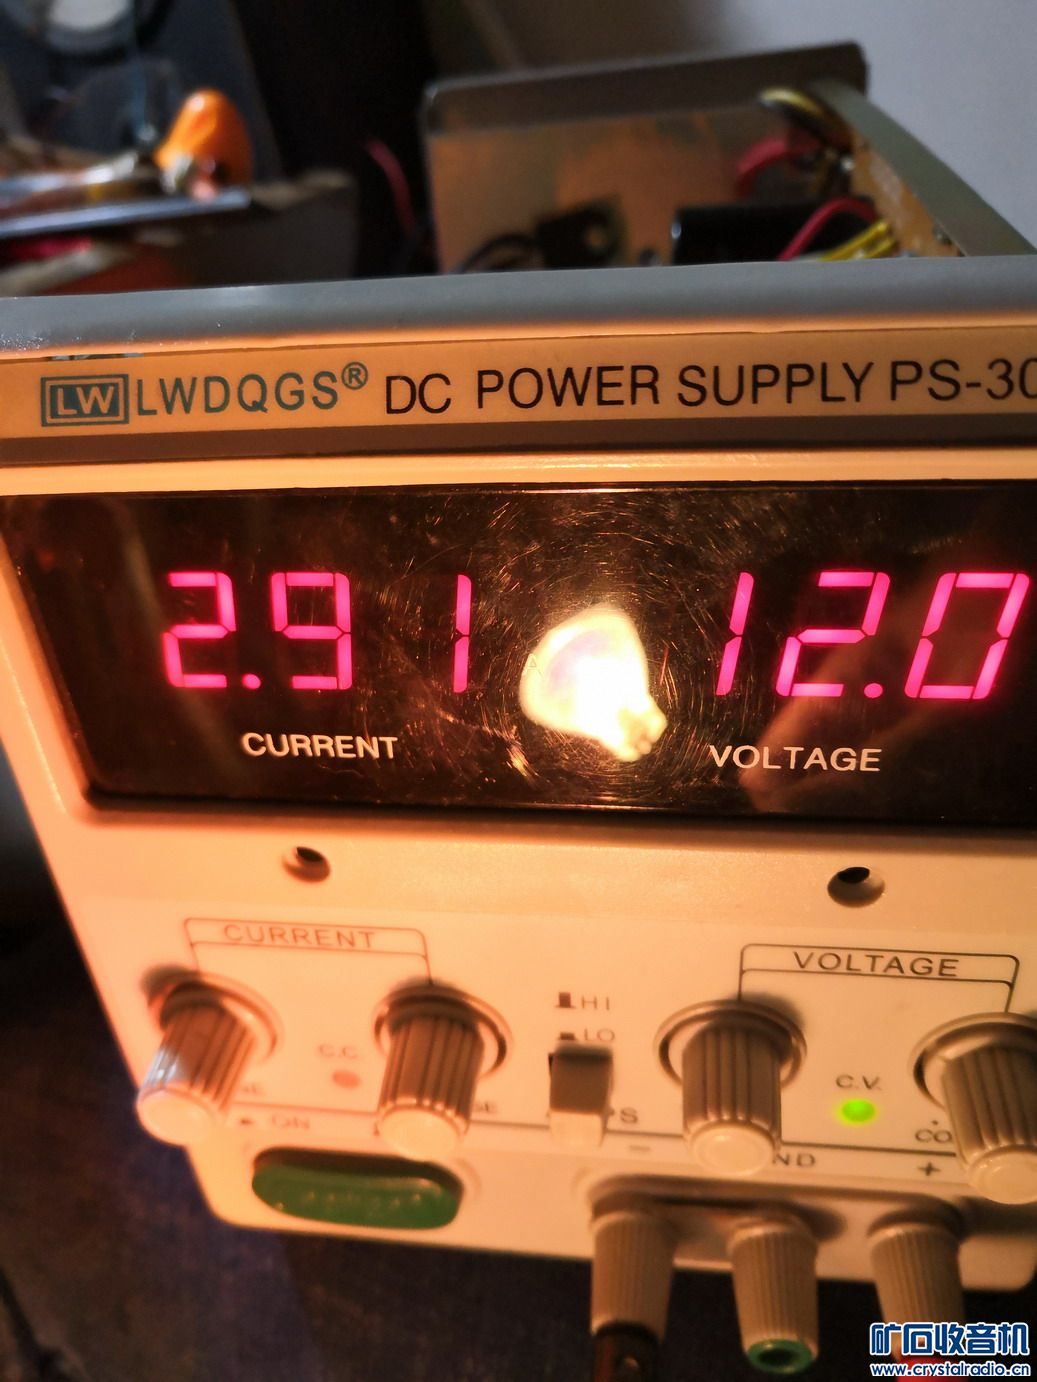 LW LWDQGS® DC POWER SUPPLY PS-30
2.91 12.0
CURRENT VOLTAGE
CURRENT VOLTAGE
HI
LO
C.C. C.V.
ON
+
矿石收音机
www.crystalradio.cn